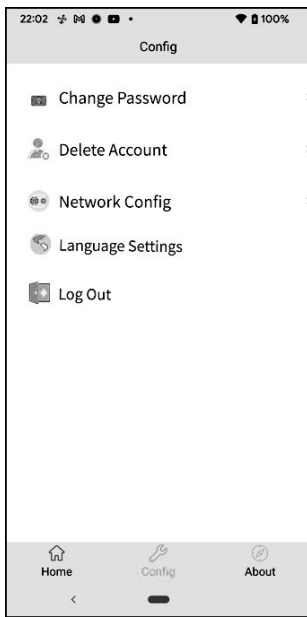 22:02 100%
Config
Change Password
Delete Account
Network Config
Language Settings
Log Out
Home Config About